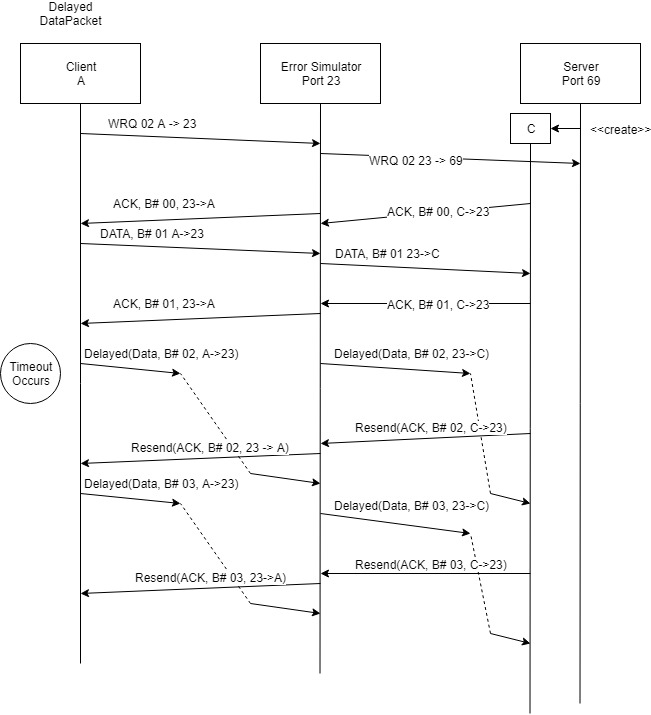 Delayed
DataPacket
Client
A
Error Simulator
Port 23
Server
Port 69
C
<<create>>
WRQ 02 A -> 23
WRQ 02 23 -> 69
ACK, B# 00, 23->A
ACK, B# 00, C->23
DATA, B# 01 A->23
DATA, B# 01 23->C
ACK, B# 01, 23->A
ACK, B# 01, C->23
Timeout
Occurs
Delayed(Data, B# 02, A->23)
Delayed(Data, B# 02, 23->C)
Resend(ACK, B# 02, C->23)
Resend(ACK, B# 02, 23 -> A)
Delayed(Data, B# 03, A->23)
Delayed(Data, B# 03, 23->C)
Resend(ACK, B# 03, C->23)
Resend(ACK, B# 03, 23->A)